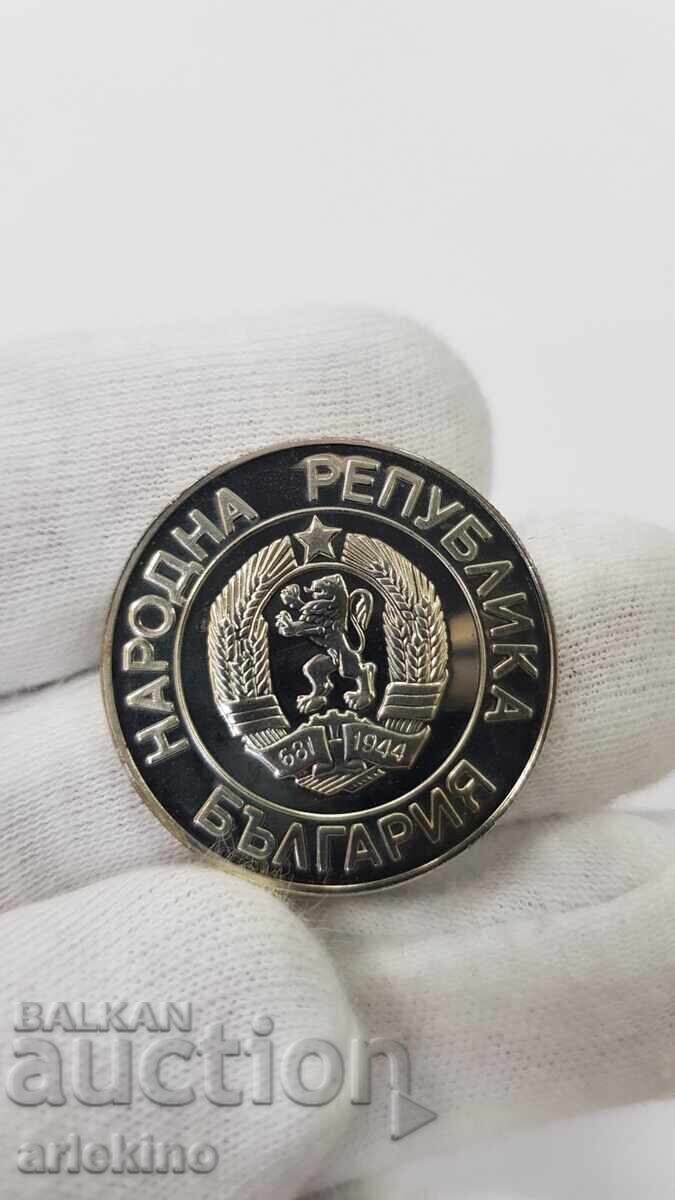 НАРОДНА РЕПУБЛИКА
681 1944
БЪЛГАРИЯ
BALKAN
auction
arlekino